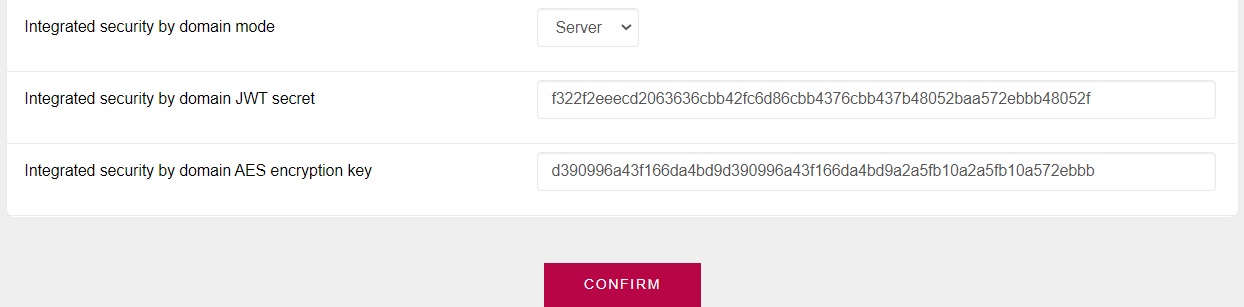 Integrated security by domain mode
Server
Integrated security by domain JWT secret
f322f2eeecd2063636cbb42fc6d86cbb4376cbb437b48052baa572ebbb48052f
Integrated security by domain AES encryption key
d390996a43f166da4bd9d390996a43f166da4bd9a2a5fb10a2a5fb10a572ebbb
CONFIRM